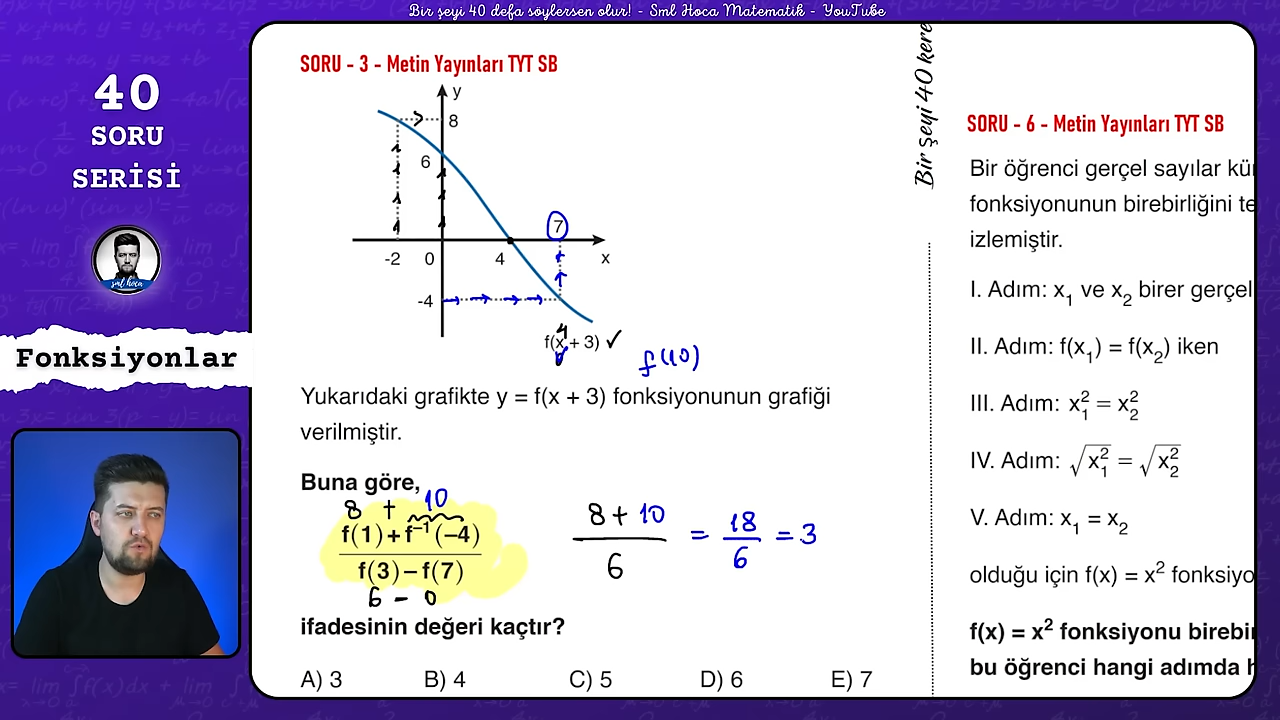 Bir şeyi 40 defa söylersen olur! - Sml Hoca Matematik - YouTube
40
SORU
SERİSİ
sml hoca
Fonksiyonlar
SORU - 3 - Metin Yayınları TYT SB
y
8
6
7
-2 0 4 x
-4
4
f(x + 3) ✓
f(10)
Yukarıdaki grafikte y = f(x + 3) fonksiyonunun grafiği
verilmiştir.
Buna göre,
8 + 10
f(1) + f⁻¹(–4)
f(3) – f(7)
6 - 0
8 + 10
6
= 18/6 = 3
ifadesinin değeri kaçtır?
A) 3 B) 4 C) 5 D) 6 E) 7
Bir şeyi 40 kere
SORU - 6 - Metin Yayınları TYT SB
Bir öğrenci gerçel sayılar
fonksiyonunun birebirliğini
izlemiştir.
I. Adım: x₁ ve x₂ birer gerçel
II. Adım: f(x₁) = f(x₂) iken
III. Adım: x₁² = x₂²
IV. Adım: √x₁² = √x₂²
V. Adım: x₁ = x₂
olduğu için f(x) = x²
f(x) = x² fonksiyonu
bu öğrenci hangi adımda